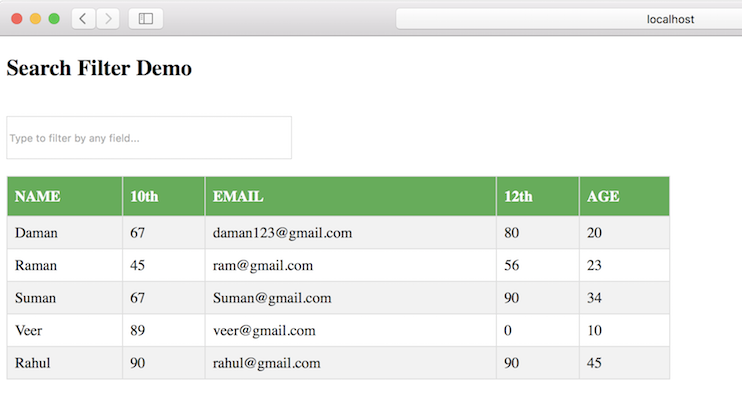 localhost
Search Filter Demo
Type to filter by any field...
NAME 10th EMAIL 12th AGE
Daman 67 daman123@gmail.com 80 20
Raman 45 ram@gmail.com 56 23
Suman 67 Suman@gmail.com 90 34
Veer 89 veer@gmail.com 0 10
Rahul 90 rahul@gmail.com 90 45